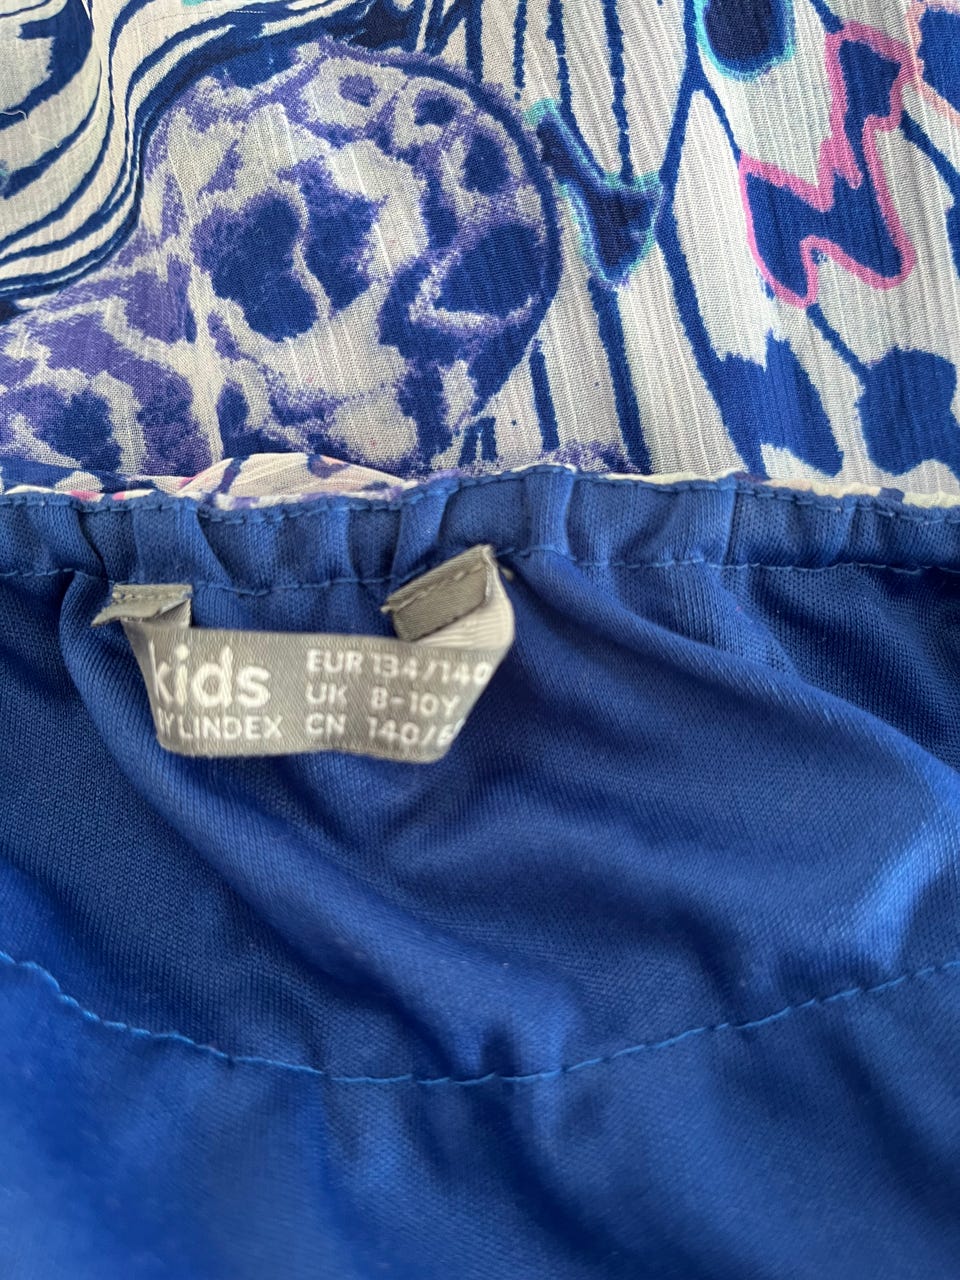 kids
LINDEX
EUR 134/140
UK 8-10Y
CN 140/